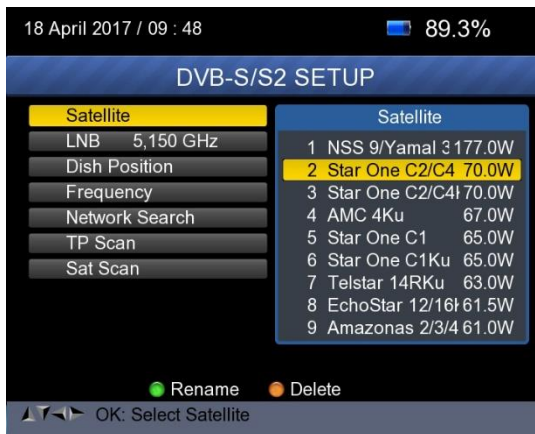 18 April 2017 / 09 : 48 89.3%
DVB-S/S2 SETUP
Satellite
LNB 5,150 GHz
Dish Position
Frequency
Network Search
TP Scan
Sat Scan
Satellite
1 NSS 9/Yamal 3 177.0W
2 Star One C2/C4 70.0W
3 Star One C2/C4 70.0W
4 AMC 4Ku 67.0W
5 Star One C1 65.0W
6 Star One C1Ku 65.0W
7 Telstar 14RKu 63.0W
8 EchoStar 12/16 61.5W
9 Amazonas 2/3/4 61.0W
Rename Delete
OK: Select Satellite